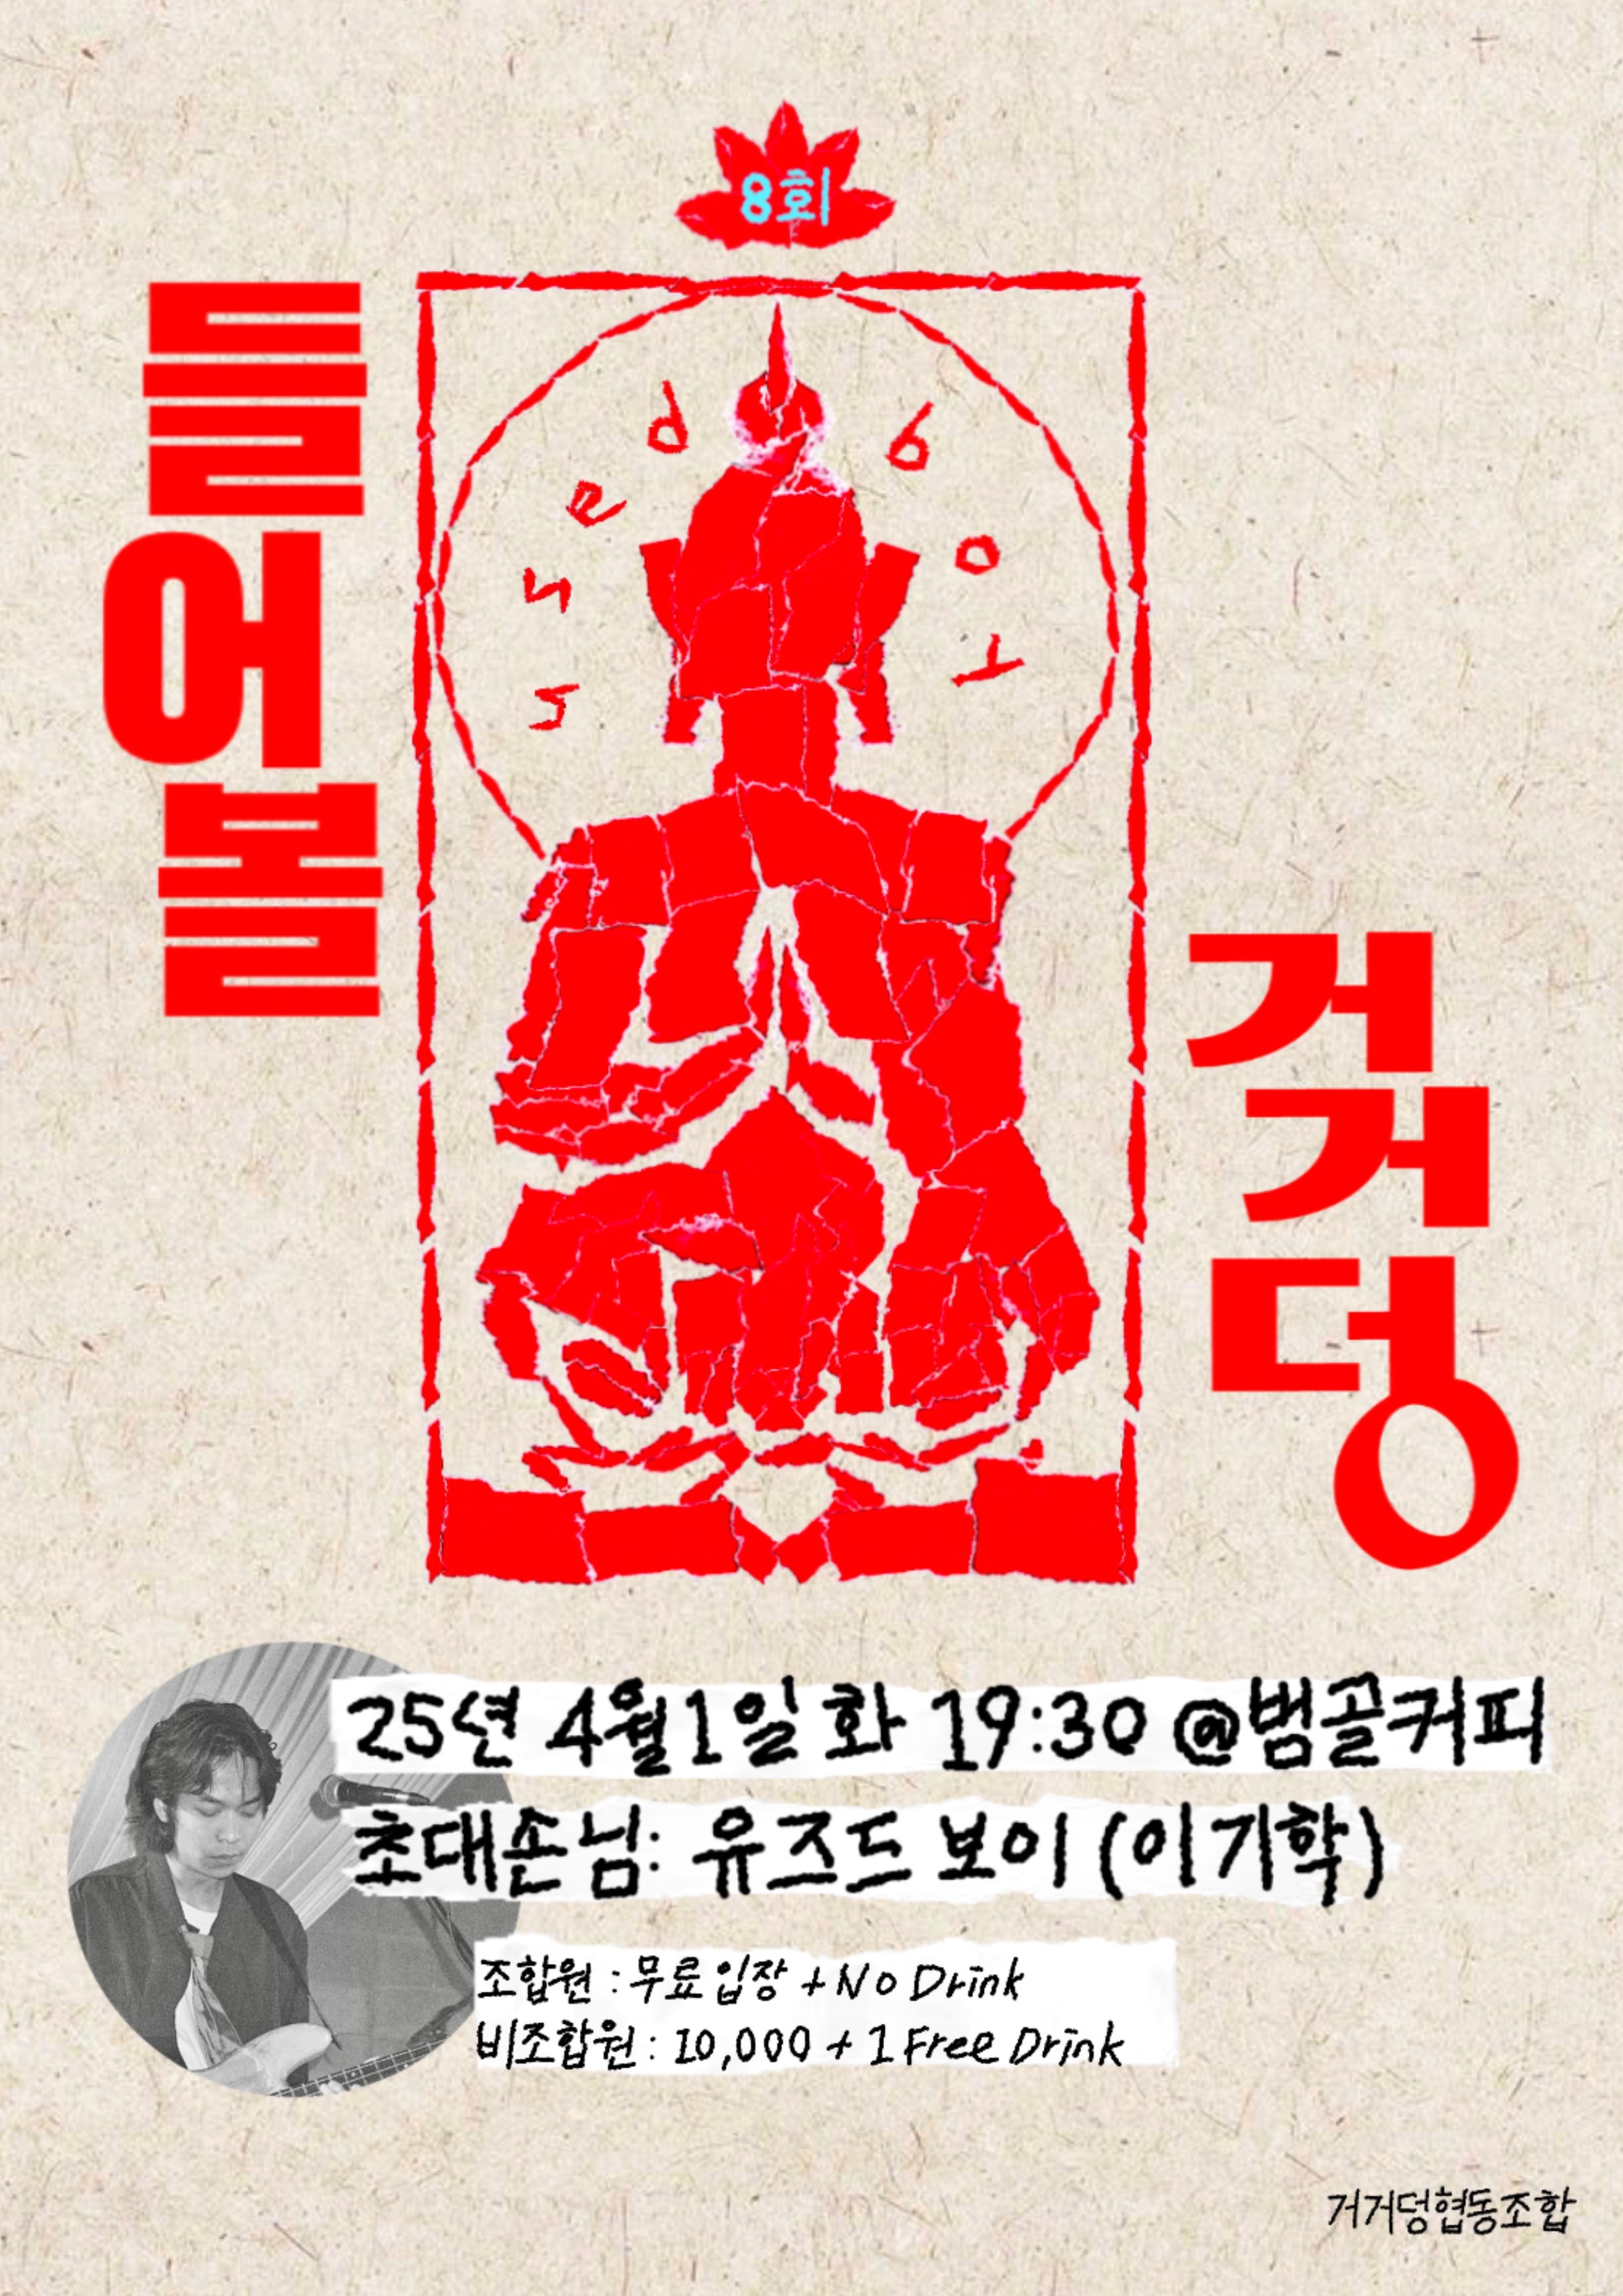 8회
들어볼
거거덩
25년 4월1일 화 19:30 @범골커피
초대손님: 유즈드 보이 (이기학)
조합원 : 무료입장 + No Drink
비조합원 : 10,000 + 1 Free Drink
거거덩협동조합